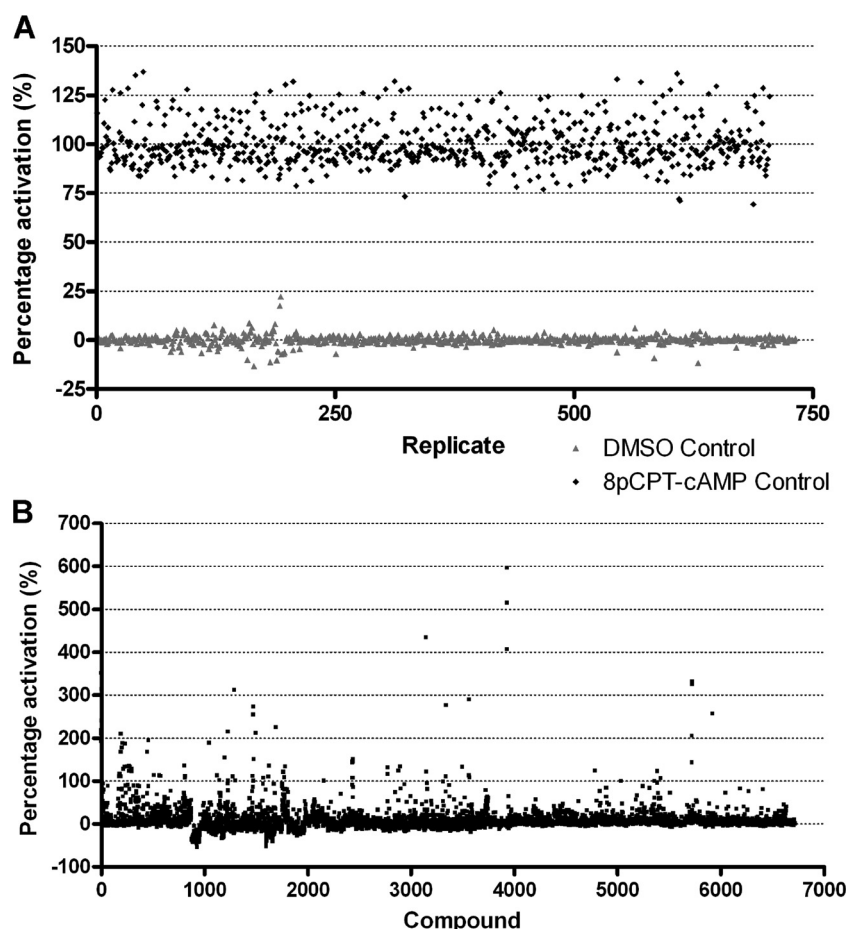 A
Percentage activation (%)
150
125
100
75
50
25
0
-25
0 250 500 750
Replicate
DMSO Control
8pCPT-cAMP Control
B
Percentage activation (%)
700
600
500
400
300
200
100
0
-100
0 1000 2000 3000 4000 5000 6000 7000
Compound